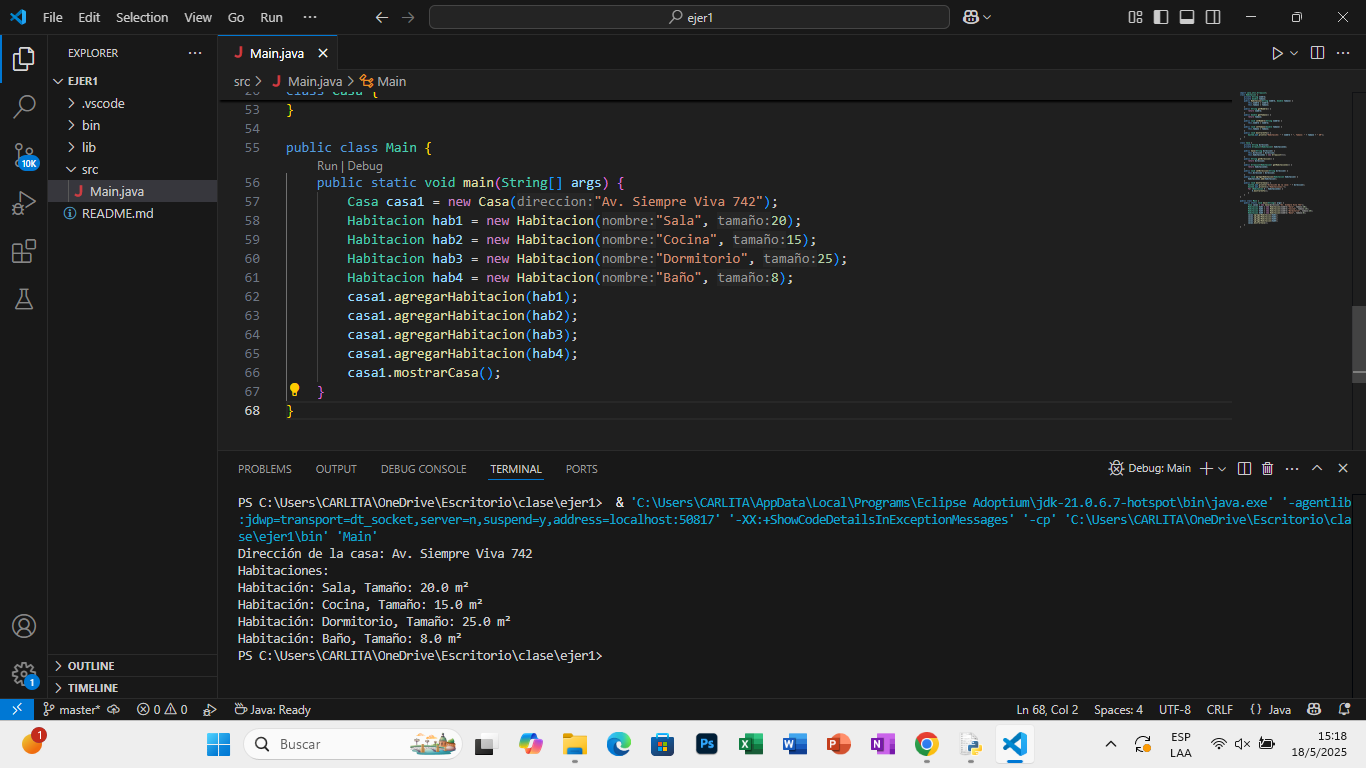 File Edit Selection View Go Run ··· ejer1
EXPLORER ···
EJER1
.vscode
bin
lib
src
J Main.java
README.md
OUTLINE
TIMELINE
10K
1
J Main.java
src > J Main.java > Main
53 }
54
55 public class Main {
Run | Debug
56 public static void main(String[] args) {
57 Casa casa1 = new Casa(direccion:"Av. Siempre Viva 742");
58 Habitacion hab1 = new Habitacion(nombre:"Sala", tamaño:20);
59 Habitacion hab2 = new Habitacion(nombre:"Cocina", tamaño:15);
60 Habitacion hab3 = new Habitacion(nombre:"Dormitorio", tamaño:25);
61 Habitacion hab4 = new Habitacion(nombre:"Baño", tamaño:8);
62 casa1.agregarHabitacion(hab1);
63 casa1.agregarHabitacion(hab2);
64 casa1.agregarHabitacion(hab3);
65 casa1.agregarHabitacion(hab4);
66 casa1.mostrarCasa();
67 }
68 }
PROBLEMS OUTPUT DEBUG CONSOLE TERMINAL PORTS Debug: Main
PS C:\Users\CARLITA\OneDrive\Escritorio\clase\ejer1> & 'C:\Users\CARLITA\AppData\Local\Programs\Eclipse Adoptium\jdk-21.0.6.7-hotspot\bin\java.exe' '-agentlib
:jdwp=transport=dt_socket,server=n,suspend=y,address=localhost:50817' '-XX:+ShowCodeDetailsInExceptionMessages' '-cp' 'C:\Users\CARLITA\OneDrive\Escritorio\cla
se\ejer1\bin' 'Main'
Dirección de la casa: Av. Siempre Viva 742
Habitaciones:
Habitación: Sala, Tamaño: 20.0 m²
Habitación: Cocina, Tamaño: 15.0 m²
Habitación: Dormitorio, Tamaño: 25.0 m²
Habitación: Baño, Tamaño: 8.0 m²
PS C:\Users\CARLITA\OneDrive\Escritorio\clase\ejer1>
master* 0 0 Java: Ready Ln 68, Col 2 Spaces: 4 UTF-8 CRLF {} Java
1 Buscar Ps ESP 15:18
LAA 18/5/2025